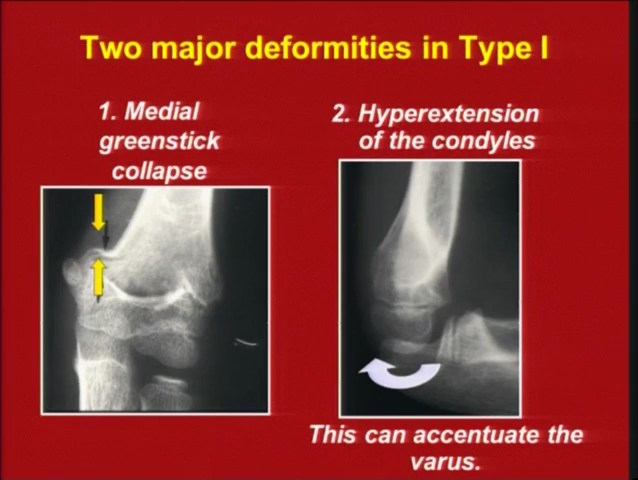 Two major deformities in Type I
1. Medial
greenstick
collapse
2. Hyperextension
of the condyles
This can accentuate the
varus.